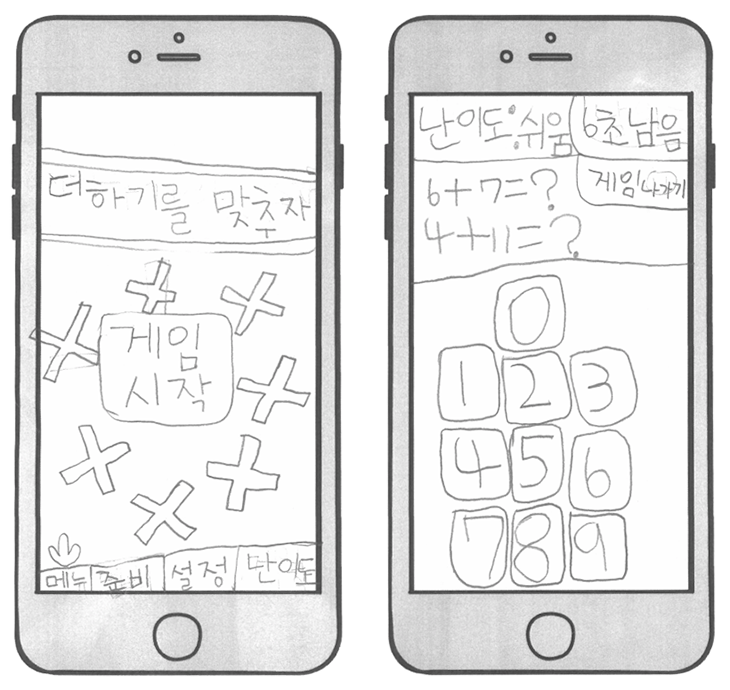 더하기를 맞추자
게임
시작
메뉴 준비 설정 난이도
난이도:쉬움 6초 남음
6+7=?
게임 나가기
4+11=?
0
1 2 3
4 5 6
7 8 9